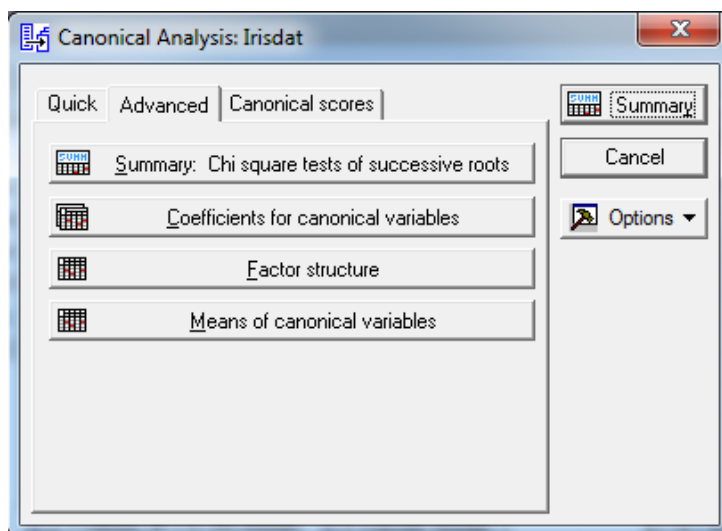 Canonical Analysis: Irisdat
Quick Advanced Canonical scores
Summary: Chi square tests of successive roots
Coefficients for canonical variables
Factor structure
Means of canonical variables
SUMM Summary
Cancel
Options